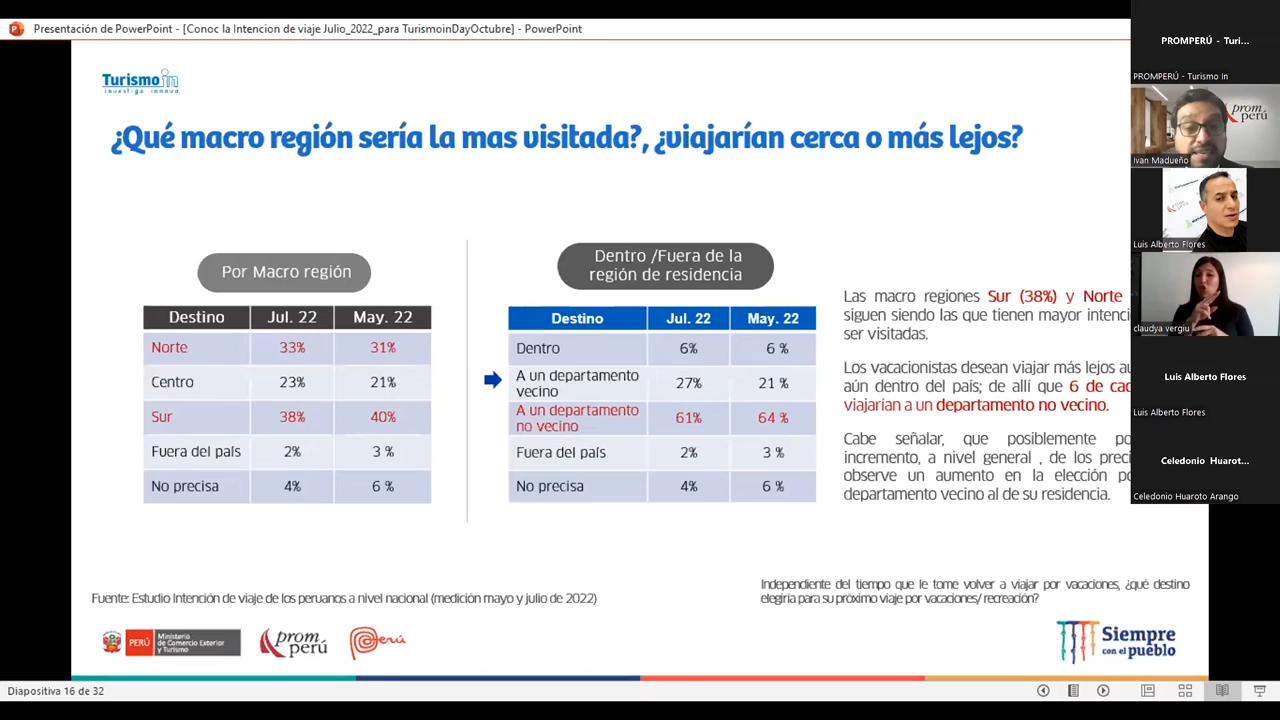 Presentación de PowerPoint - [Conoc la Intencion de viaje Julio_2022_para TurismoinDayOctubre] - PowerPoint
Turismo in
investiga innova
¿Qué macro región sería la mas visitada?, ¿viajarían cerca o más lejos?
Por Macro región
Destino Jul. 22 May. 22
Norte 33% 31%
Centro 23% 21%
Sur 38% 40%
Fuera del país 2% 3 %
No precisa 4% 6 %
Dentro /Fuera de la
región de residencia
Destino Jul. 22 May. 22
Dentro 6% 6 %
A un departamento
vecino 27% 21 %
A un departamento
no vecino 61% 64 %
Fuera del país 2% 3 %
No precisa 4% 6 %
Las macro regiones Sur (38%) y Norte
siguen siendo las que tienen mayor
ser visitadas.
Los vacacionistas desean viajar más lejos
aún dentro del país; de allí que 6 de
viajarían a un departamento no vecino.
Cabe señalar, que posiblemente
incremento, a nivel general , de los
observe un aumento en la elección
departamento vecino al de su residencia.
Fuente: Estudio Intención de viaje de los peruanos a nivel nacional (medición mayo y julio de 2022)
Independiente del tiempo que le tome volver a viajar por vacaciones, ¿qué destino
elegiría para su próximo viaje por vacaciones/ recreación?
PERÚ Ministerio
de Comercio Exterior
y Turismo
prom
perú
Perú
Siempre
con el pueblo
Diapositiva 16 de 32
PROMPERÚ - Turi...
PROMPERÚ - Turismo In
prom
perú
Ivan Madueño
Luis Alberto Flores
claudya vergiu
Luis Alberto Flores
Luis Alberto Flores
Celedonio Huarot...
Celedonio Huaroto Arango